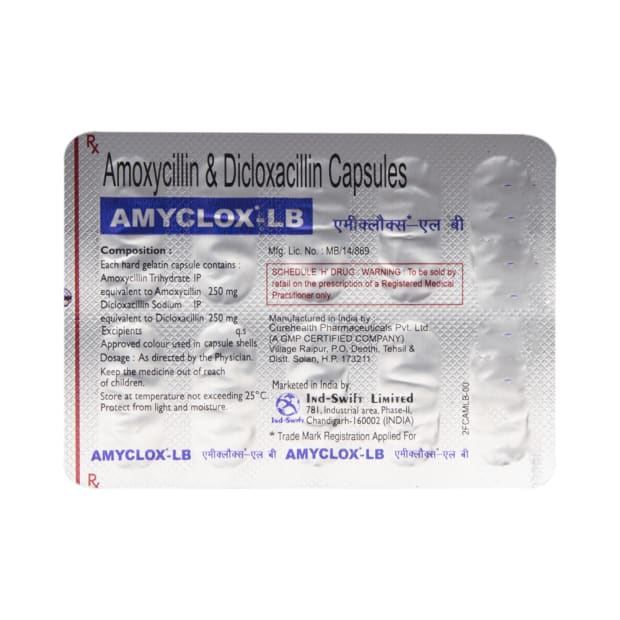 Rx
Amoxycillin & Dicloxacillin Capsules
AMYCLOX*-LB एमीक्लौक्स*-एल बी
Composition :
Each hard gelatin capsule contains :
Amoxycillin Trihydrate IP
equivalent to Amoxycillin 250 mg
Dicloxacillin Sodium IP
equivalent to Dicloxacillin 250 mg
Excipients q.s
Approved colour used in capsule shells
Dosage : As directed by the Physician.
Keep the medicine out of reach
of children.
Store at temperature not exceeding 25°C.
Protect from light and moisture.
Mfg. Lic. No. : MB/14/869
SCHEDULE 'H' DRUG : WARNING : To be sold by
retail on the prescription of a Registered Medical
Practitioner only.
Manufactured in India by :
Curehealth Pharmaceuticals Pvt. Ltd.
(A GMP CERTIFIED COMPANY)
Village Raipur, P.O. Deothi, Tehsil &
Distt. Solan, H.P. 173211
Marketed in India by:
Ind-Swift Limited
781, Industrial area, Phase-II,
Chandigarh-160002 (INDIA)
Ind-Swift
* Trade Mark Registration Applied For
2FCAMLB-00
AMYCLOX*-LB एमीक्लौक्स*-एल बी AMYCLOX*-LB एमीक्लौक्स*-एल बी
Rx